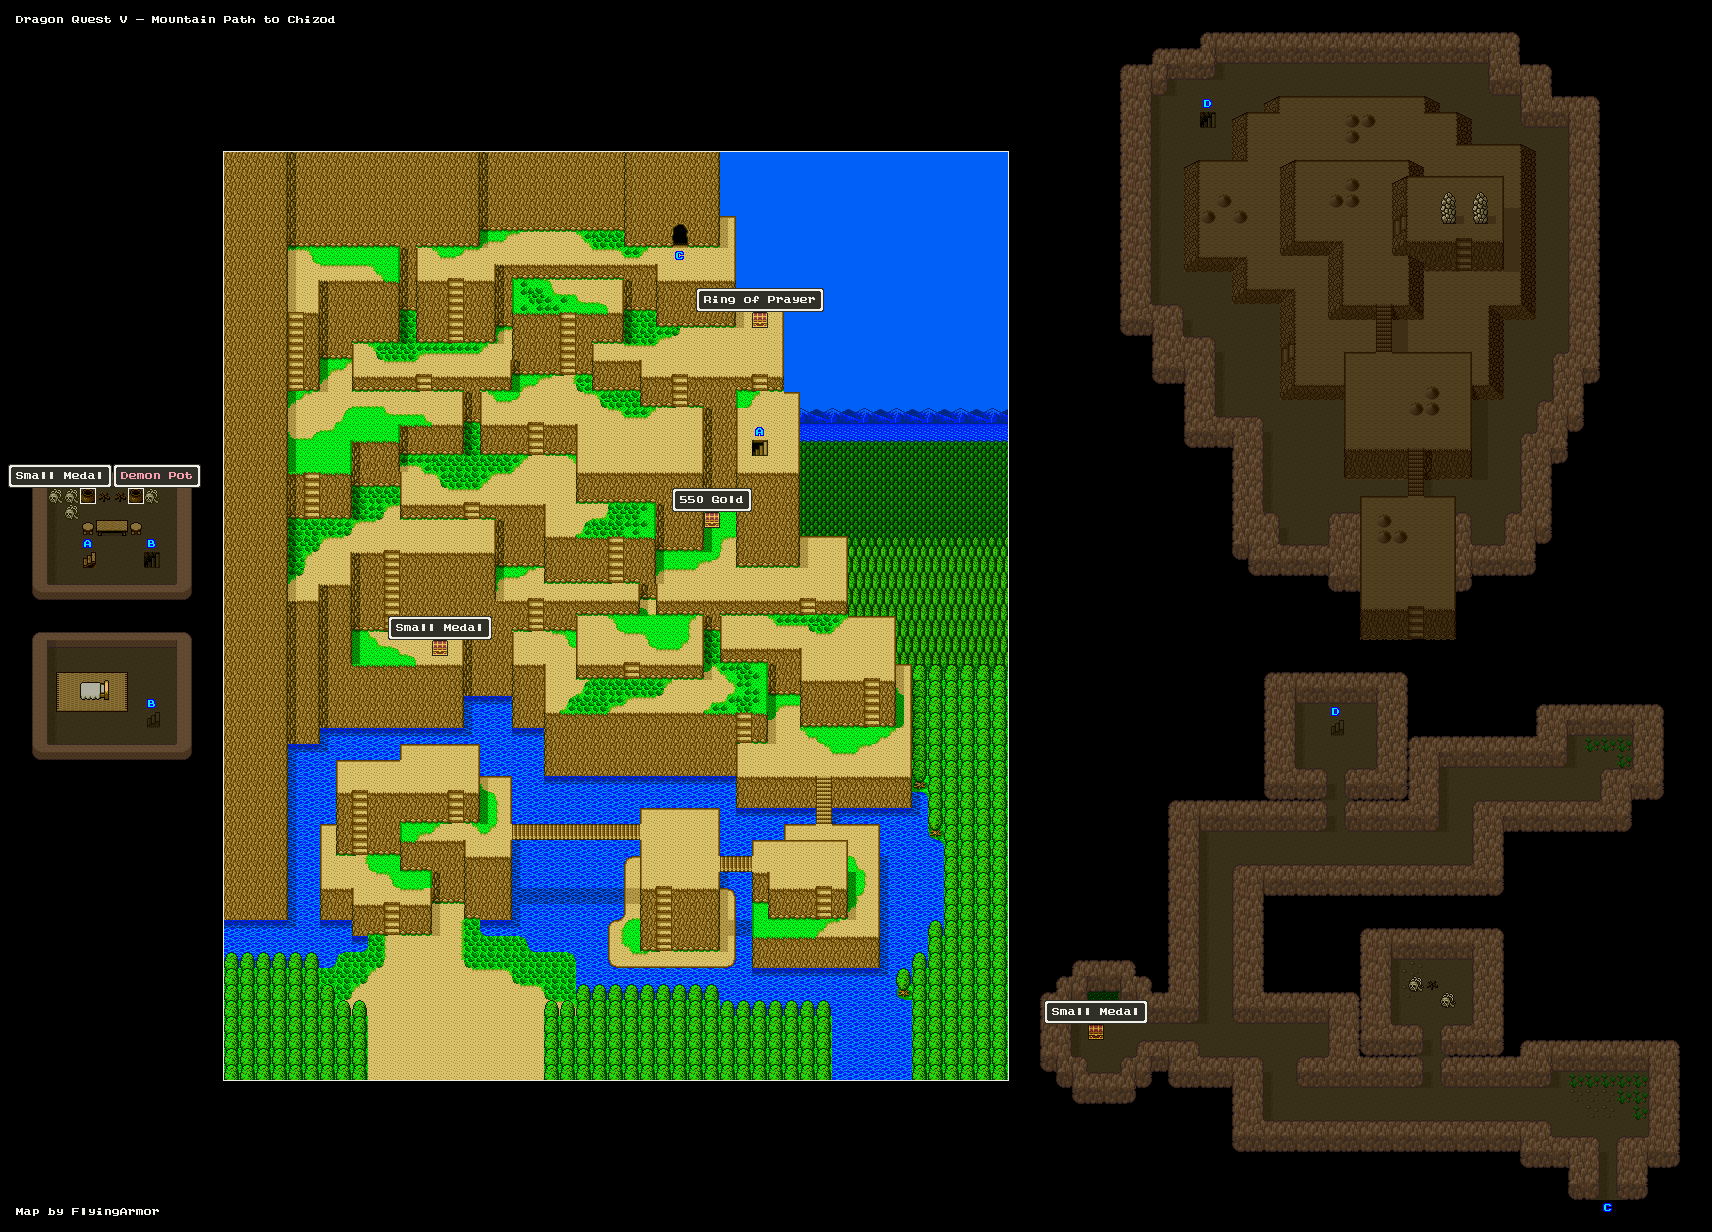 Dragon Quest V – Mountain Path to Chizod
D
C
Ring of Prayer
A
Small Medal
Demon Pot
550 Gold
A
B
Small Medal
B
D
Small Medal
C
Map by FlyingArmor